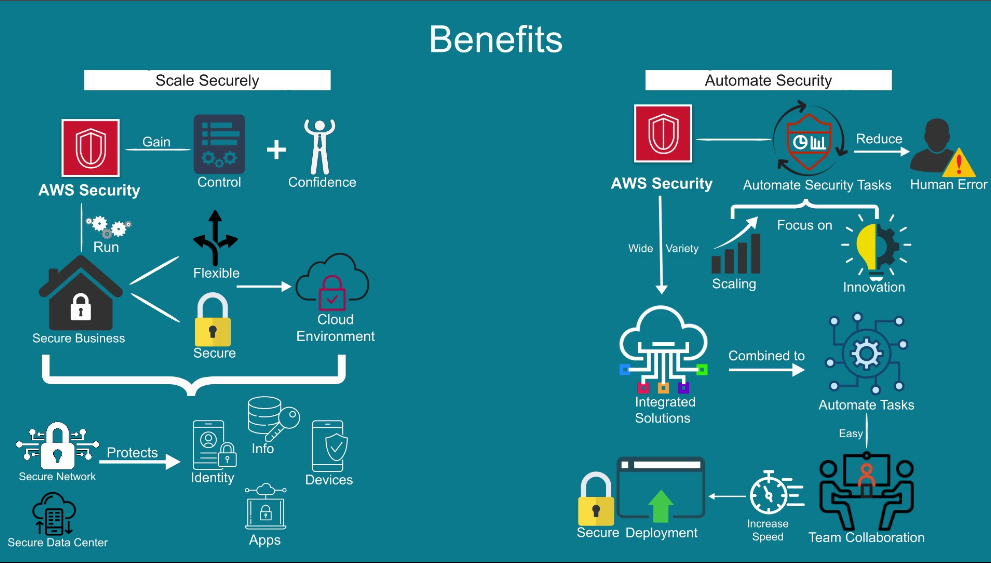 Benefits
Scale Securely
Gain
AWS Security
Control
Confidence
Run
Flexible
Secure Business
Secure
Cloud
Environment
Protects
Secure Network
Identity
Info
Devices
Secure Data Center
Apps
Automate Security
Reduce
AWS Security
Automate Security Tasks
Human Error
Focus on
Wide Variety
Scaling
Innovation
Combined to
Integrated
Solutions
Automate Tasks
Easy
Secure Deployment
Increase
Speed
Team Collaboration